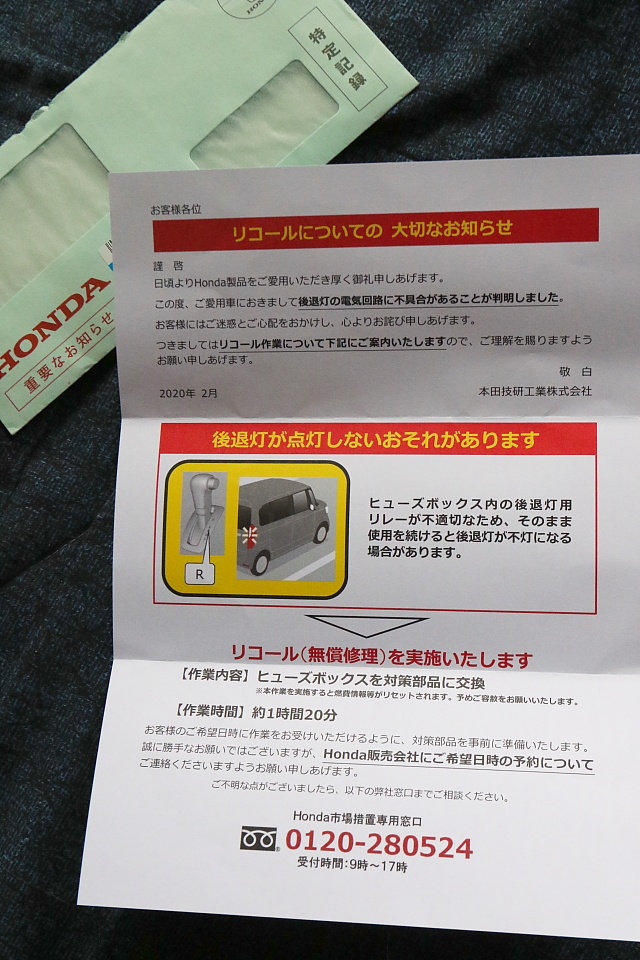 HON
特定記録
HONDA
重要なお知らせ
お客様各位
リコールについての 大切なお知らせ
謹 啓
日頃よりHonda製品をご愛用いただき厚く御礼申しあげます。
この度、ご愛用車におきまして後退灯の電気回路に不具合があることが判明しました。
お客様にはご迷惑とご心配をおかけし、心よりお詫び申しあげます。
つきましてはリコール作業について下記にご案内いたしますので、ご理解を賜りますよう
お願い申しあげます。
敬 白
2020年 2月 本田技研工業株式会社
後退灯が点灯しないおそれがあります
R
ヒューズボックス内の後退灯用
リレーが不適切なため、そのまま
使用を続けると後退灯が不灯になる
場合があります。
リコール(無償修理)を実施いたします
【作業内容】ヒューズボックスを対策部品に交換
※本作業を実施すると燃費情報等がリセットされます。予めご容赦をお願いいたします。
【作業時間】約1時間20分
お客様のご希望日時に作業をお受けいただけるように、対策部品を事前に準備いたします。
誠に勝手なお願いではございますが、Honda販売会社にご希望日時の予約について
ご連絡くださいますようお願い申しあげます。
ご不明な点がございましたら、以下の弊社窓口までご相談ください。
Honda市場措置専用窓口
0120-280524
受付時間:9時～17時